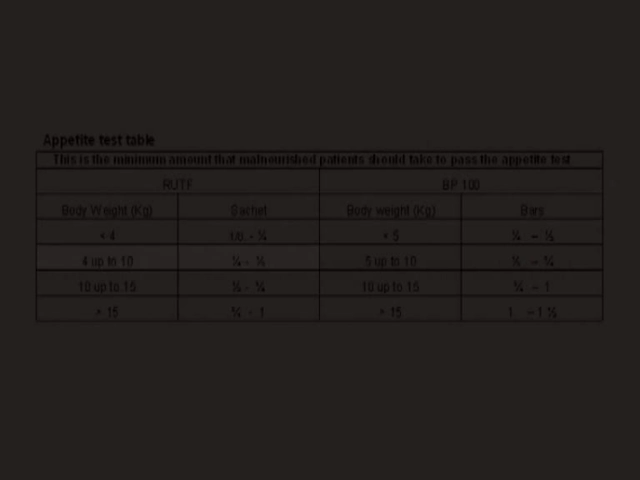 Appetite test table
This is the minimum amount that malnourished patients should take to pass the appetite test
RUTF BP 100
Body Weight (Kg) Sachet Body weight (Kg) Bars
< 4 < 5
4 up to 10 5 up to 10
10 up to 15 10 up to 15
> 15 - 1 > 15